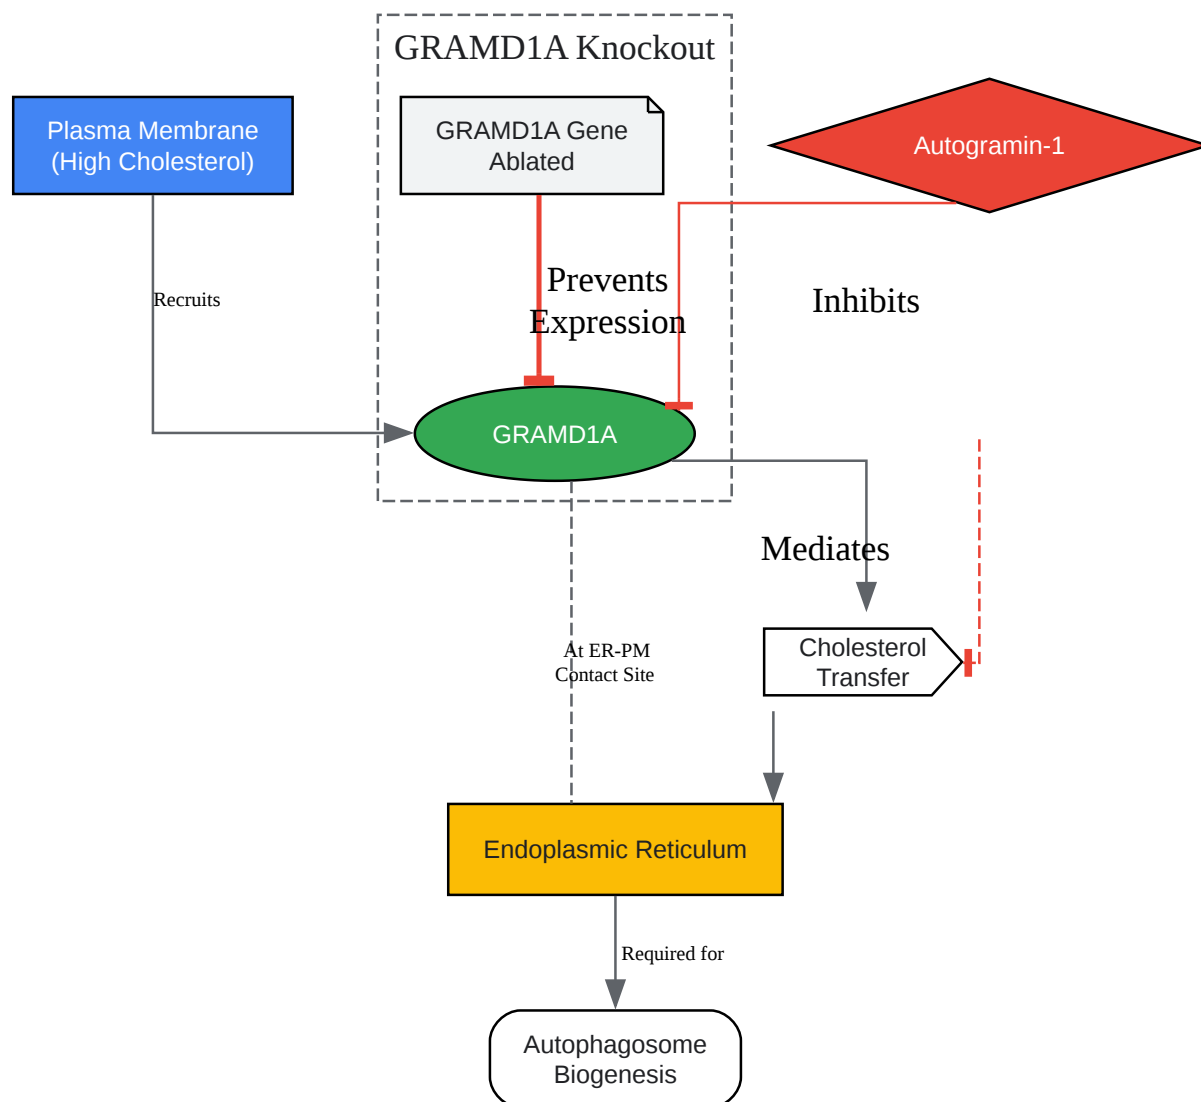 GRAMD1A Knockout
Plasma Membrane
(High Cholesterol)
GRAMD1A Gene
Ablated
Autogramin-1
Recruits
Prevents
Expression
Inhibits
GRAMD1A
Mediates
At ER-PM
Contact Site
Cholesterol
Transfer
Endoplasmic Reticulum
Required for
Autophagosome
Biogenesis